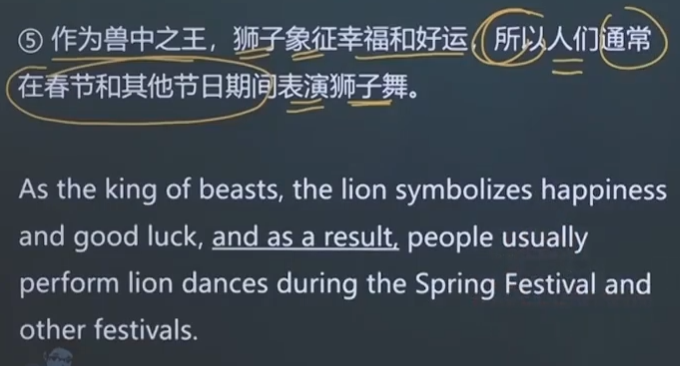 ⑤ 作为兽中之王，狮子象征幸福和好运，所以人们通常
在春节和其他节日期间表演狮子舞。
As the king of beasts, the lion symbolizes happiness
and good luck, and as a result, people usually
perform lion dances during the Spring Festival and
other festivals.